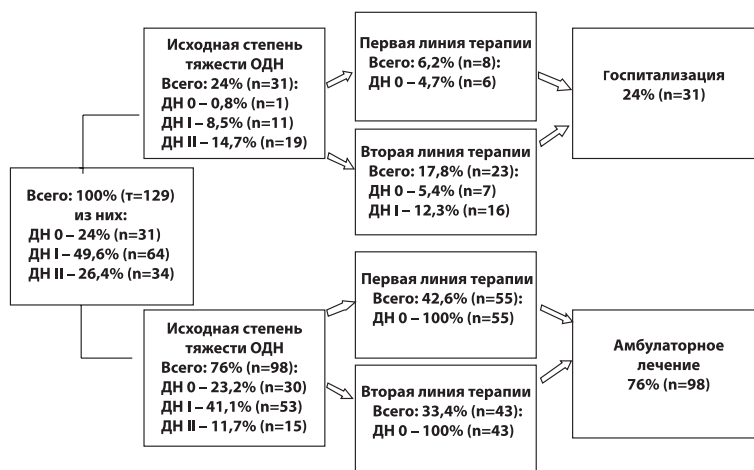 Всего: 100% (т=129)
из них:
ДН 0 – 24% (n=31)
ДН I – 49,6% (n=64)
ДН II – 26,4% (n=34)
Исходная степень
тяжести ОДН
Всего: 24% (n=31):
ДН 0 – 0,8% (n=1)
ДН I – 8,5% (n=11)
ДН II – 14,7% (n=19)
Первая линия терапии
Всего: 6,2% (n=8):
ДН 0 – 4,7% (n=6)
Вторая линия терапии
Всего: 17,8% (n=23):
ДН 0 – 5,4% (n=7)
ДН I – 12,3% (n=16)
Госпитализация
24% (n=31)
Исходная степень
тяжести ОДН
Всего: 76% (n=98):
ДН 0 – 23,2% (n=30)
ДН I – 41,1% (n=53)
ДН II – 11,7% (n=15)
Первая линия терапии
Всего: 42,6% (n=55):
ДН 0 – 100% (n=55)
Вторая линия терапии
Всего: 33,4% (n=43):
ДН 0 – 100% (n=43)
Амбулаторное
лечение
76% (n=98)